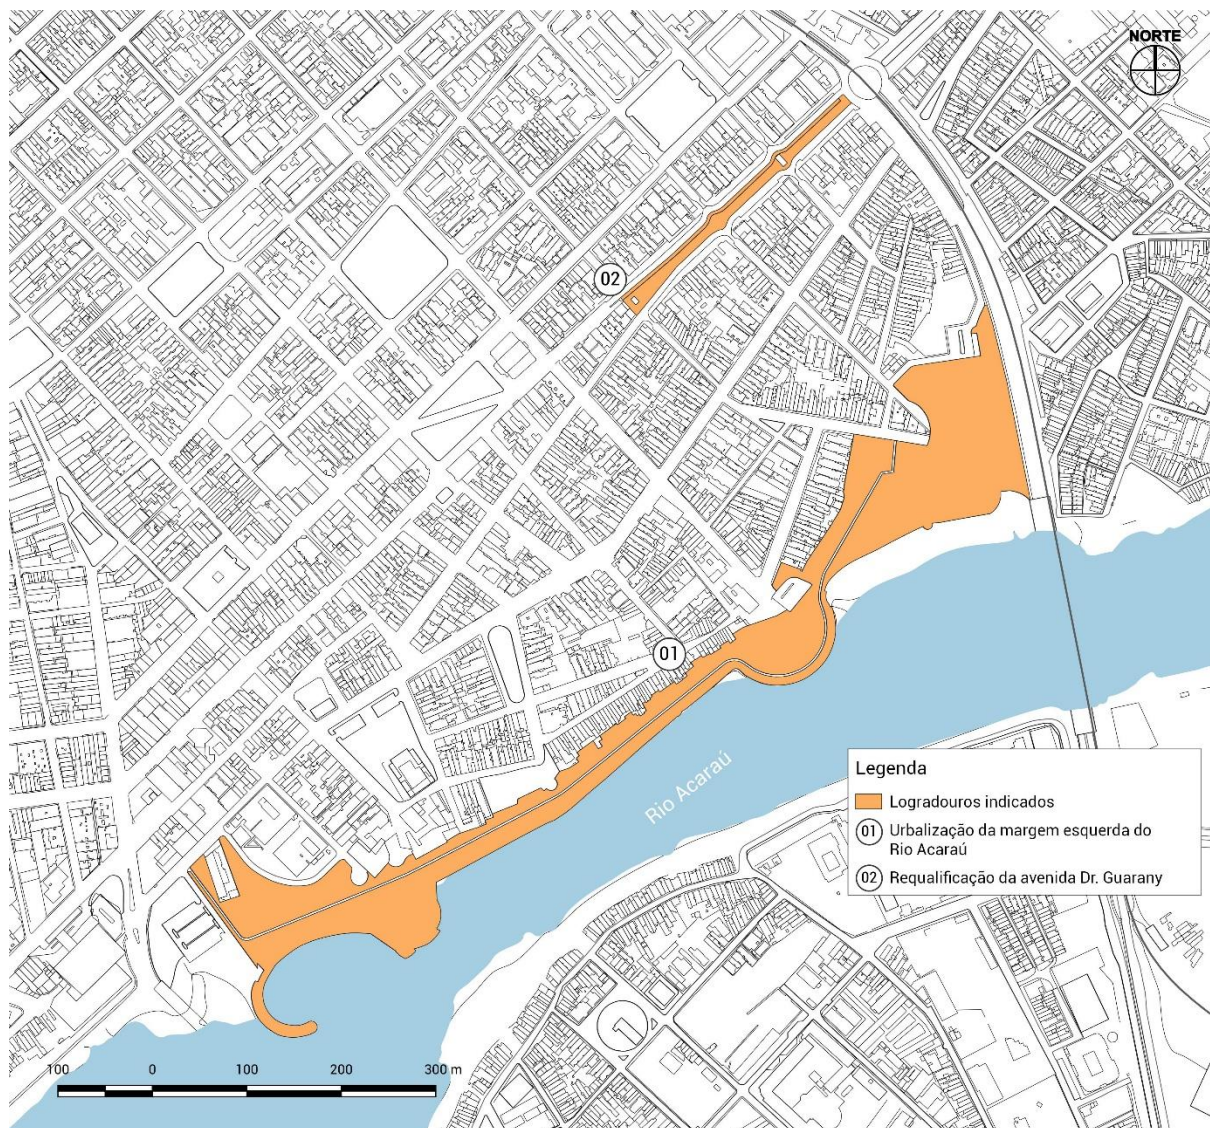 NORTE
02
01
Rio Acaraú
Legenda
Logradouros indicados
01 Urbalização da margem esquerda do
Rio Acaraú
02 Requalificação da avenida Dr. Guarany
100 0 100 200 300 m